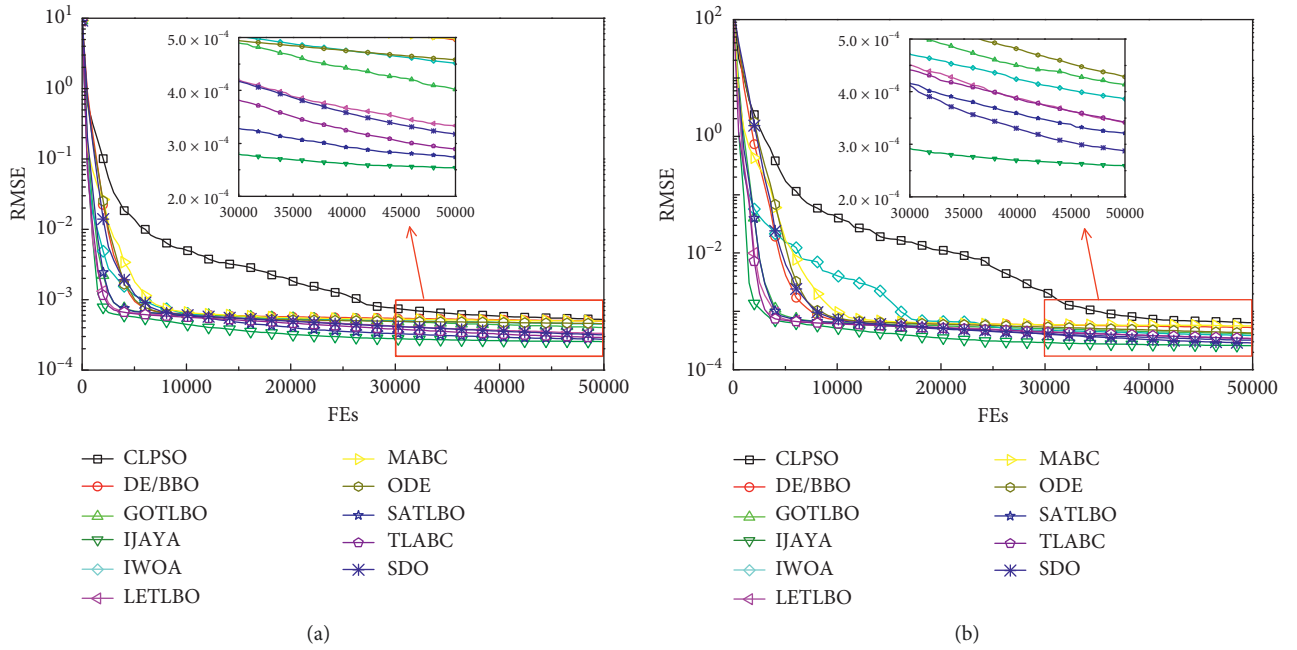 10^1
10^0
10^-1
10^-2
10^-3
10^-4
RMSE
0 10000 20000 30000 40000 50000
FEs
5.0 × 10^-4
4.0 × 10^-4
3.0 × 10^-4
2.0 × 10^-4
30000 35000 40000 45000 50000
CLPSO
DE/BBO
GOTLBO
IJAYA
IWOA
LETLBO
MABC
ODE
SATLBO
TLABC
SDO
(a)
10^2
10^0
10^-2
10^-4
RMSE
0 10000 20000 30000 40000 50000
FEs
5.0 × 10^-4
4.0 × 10^-4
3.0 × 10^-4
2.0 × 10^-4
30000 35000 40000 45000 50000
CLPSO
DE/BBO
GOTLBO
IJAYA
IWOA
LETLBO
MABC
ODE
SATLBO
TLABC
SDO
(b)